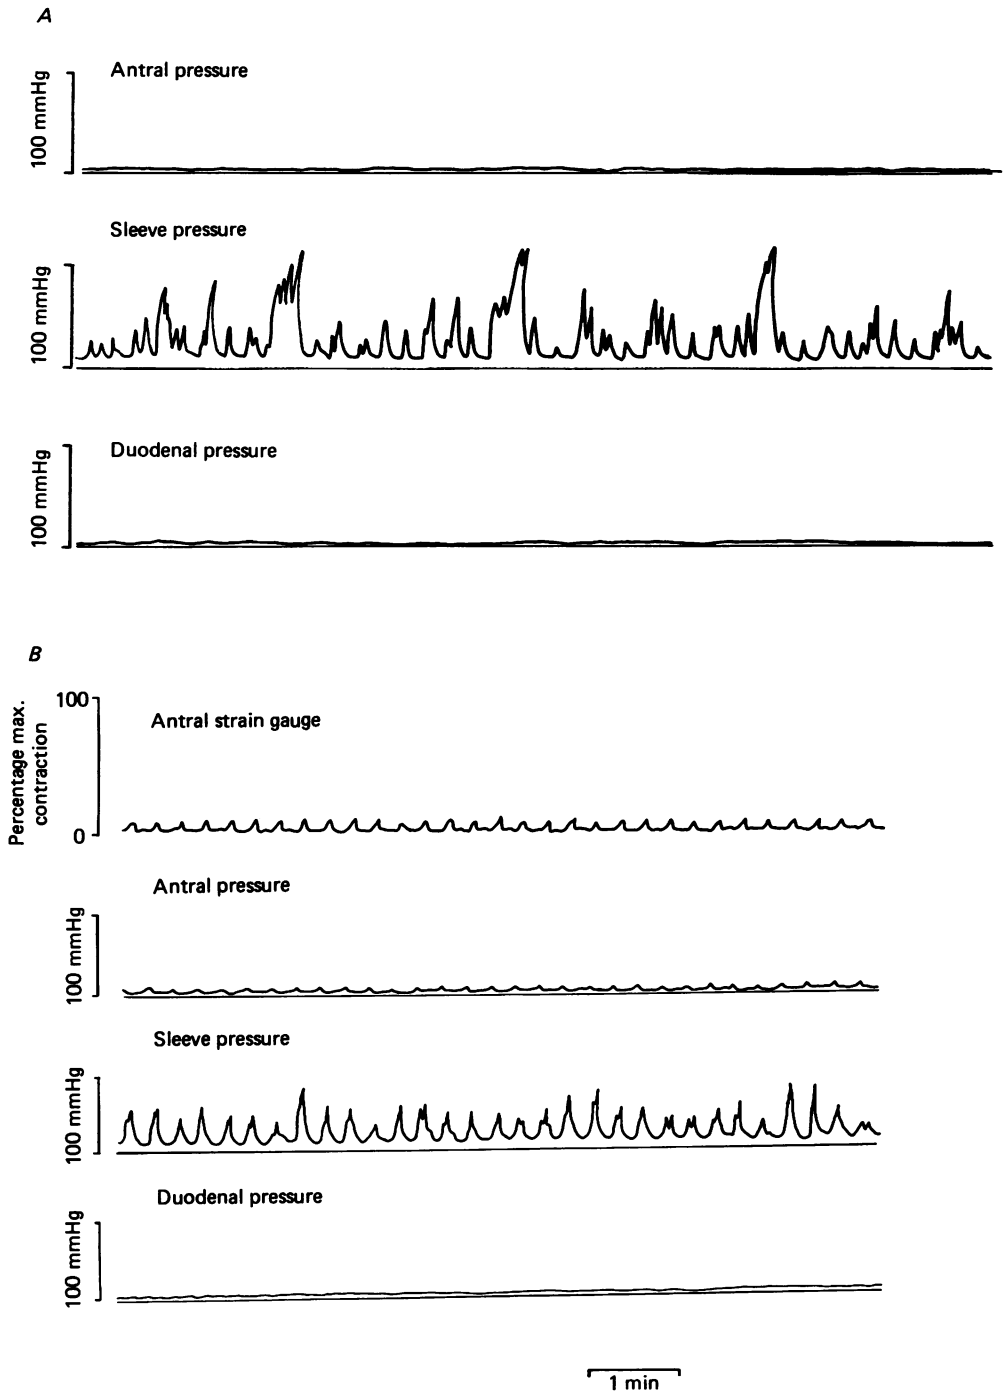 A
Antral pressure
100 mmHg
Sleeve pressure
100 mmHg
Duodenal pressure
100 mmHg
B
Percentage max.
contraction
100
0
Antral strain gauge
Antral pressure
100 mmHg
Sleeve pressure
100 mmHg
Duodenal pressure
100 mmHg
1 min